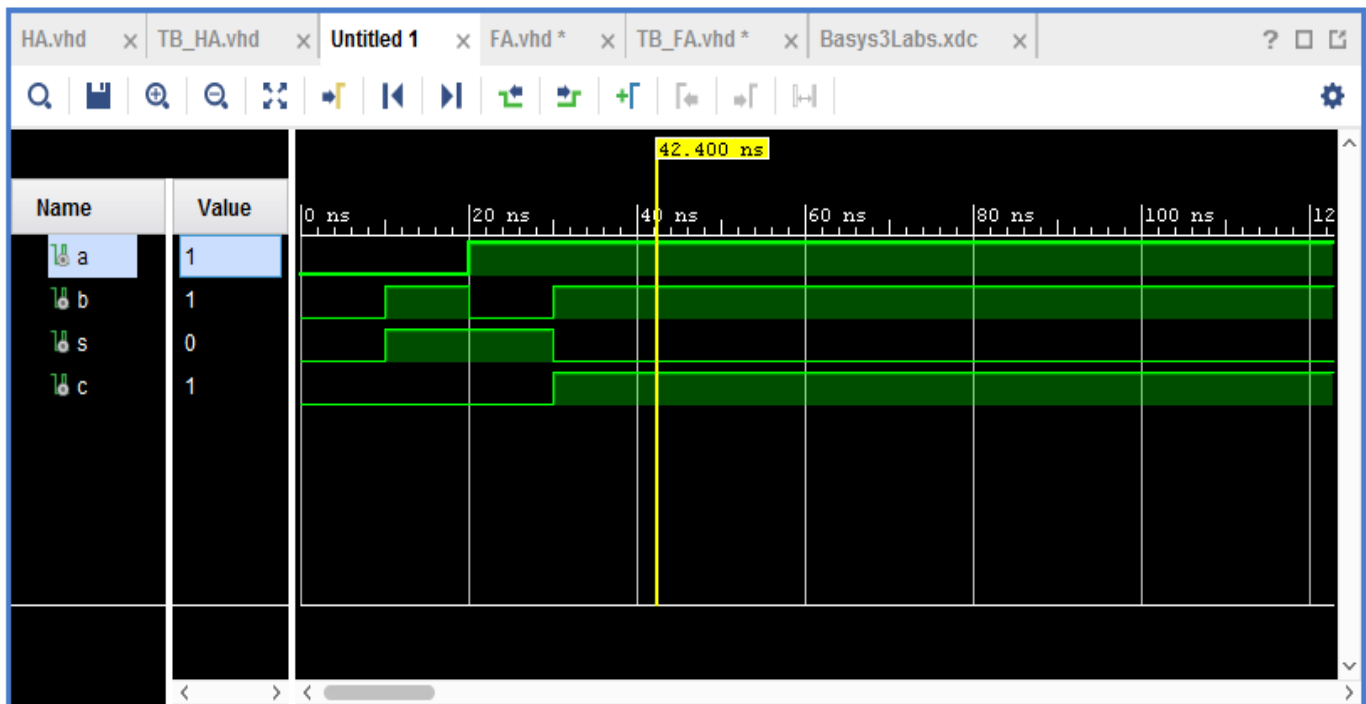 HA.vhd × TB_HA.vhd × Untitled 1 × FA.vhd * × TB_FA.vhd * × Basys3Labs.xdc × ?
42.400 ns
Name Value 0 ns 20 ns 40 ns 60 ns 80 ns 100 ns 12
a 1
b 1
s 0
c 1